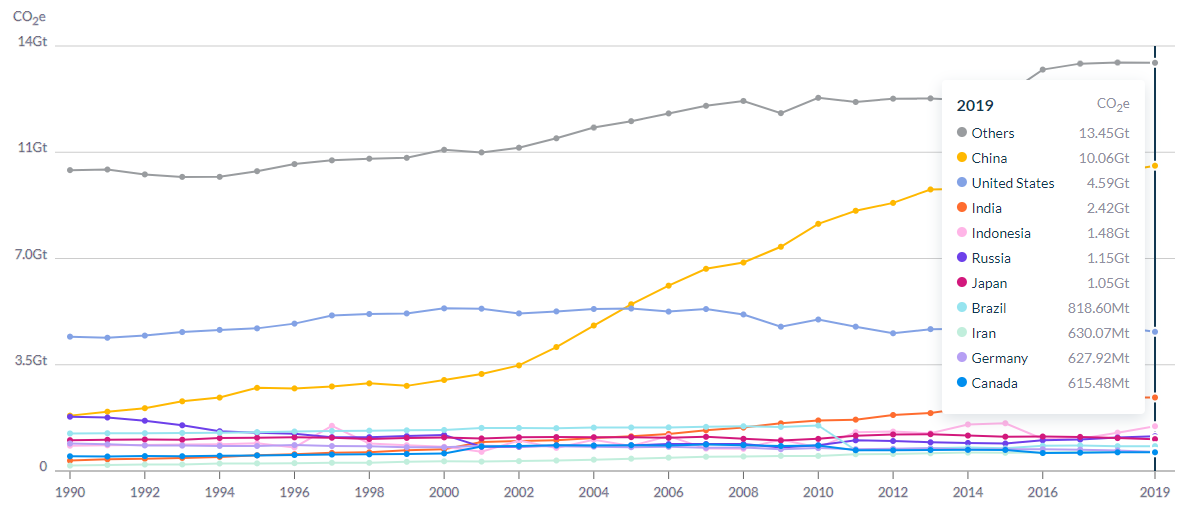 CO2e
14Gt
11Gt
7.0Gt
3.5Gt
0
1990 1992 1994 1996 1998 2000 2002 2004 2006 2008 2010 2012 2014 2016 2019
2019 CO2e
Others 13.45Gt
China 10.06Gt
United States 4.59Gt
India 2.42Gt
Indonesia 1.48Gt
Russia 1.15Gt
Japan 1.05Gt
Brazil 818.60Mt
Iran 630.07Mt
Germany 627.92Mt
Canada 615.48Mt